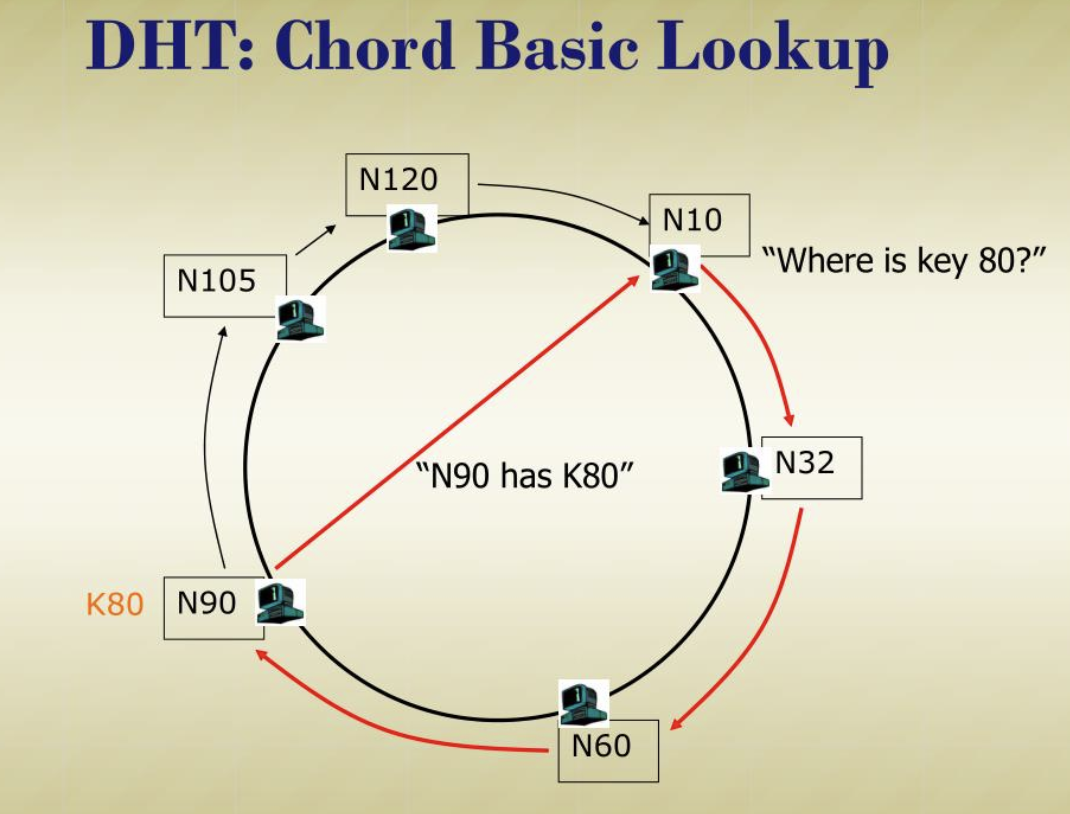 DHT: Chord Basic Lookup
N120
N10
“Where is key 80?”
N105
N32
“N90 has K80”
K80
N90
N60